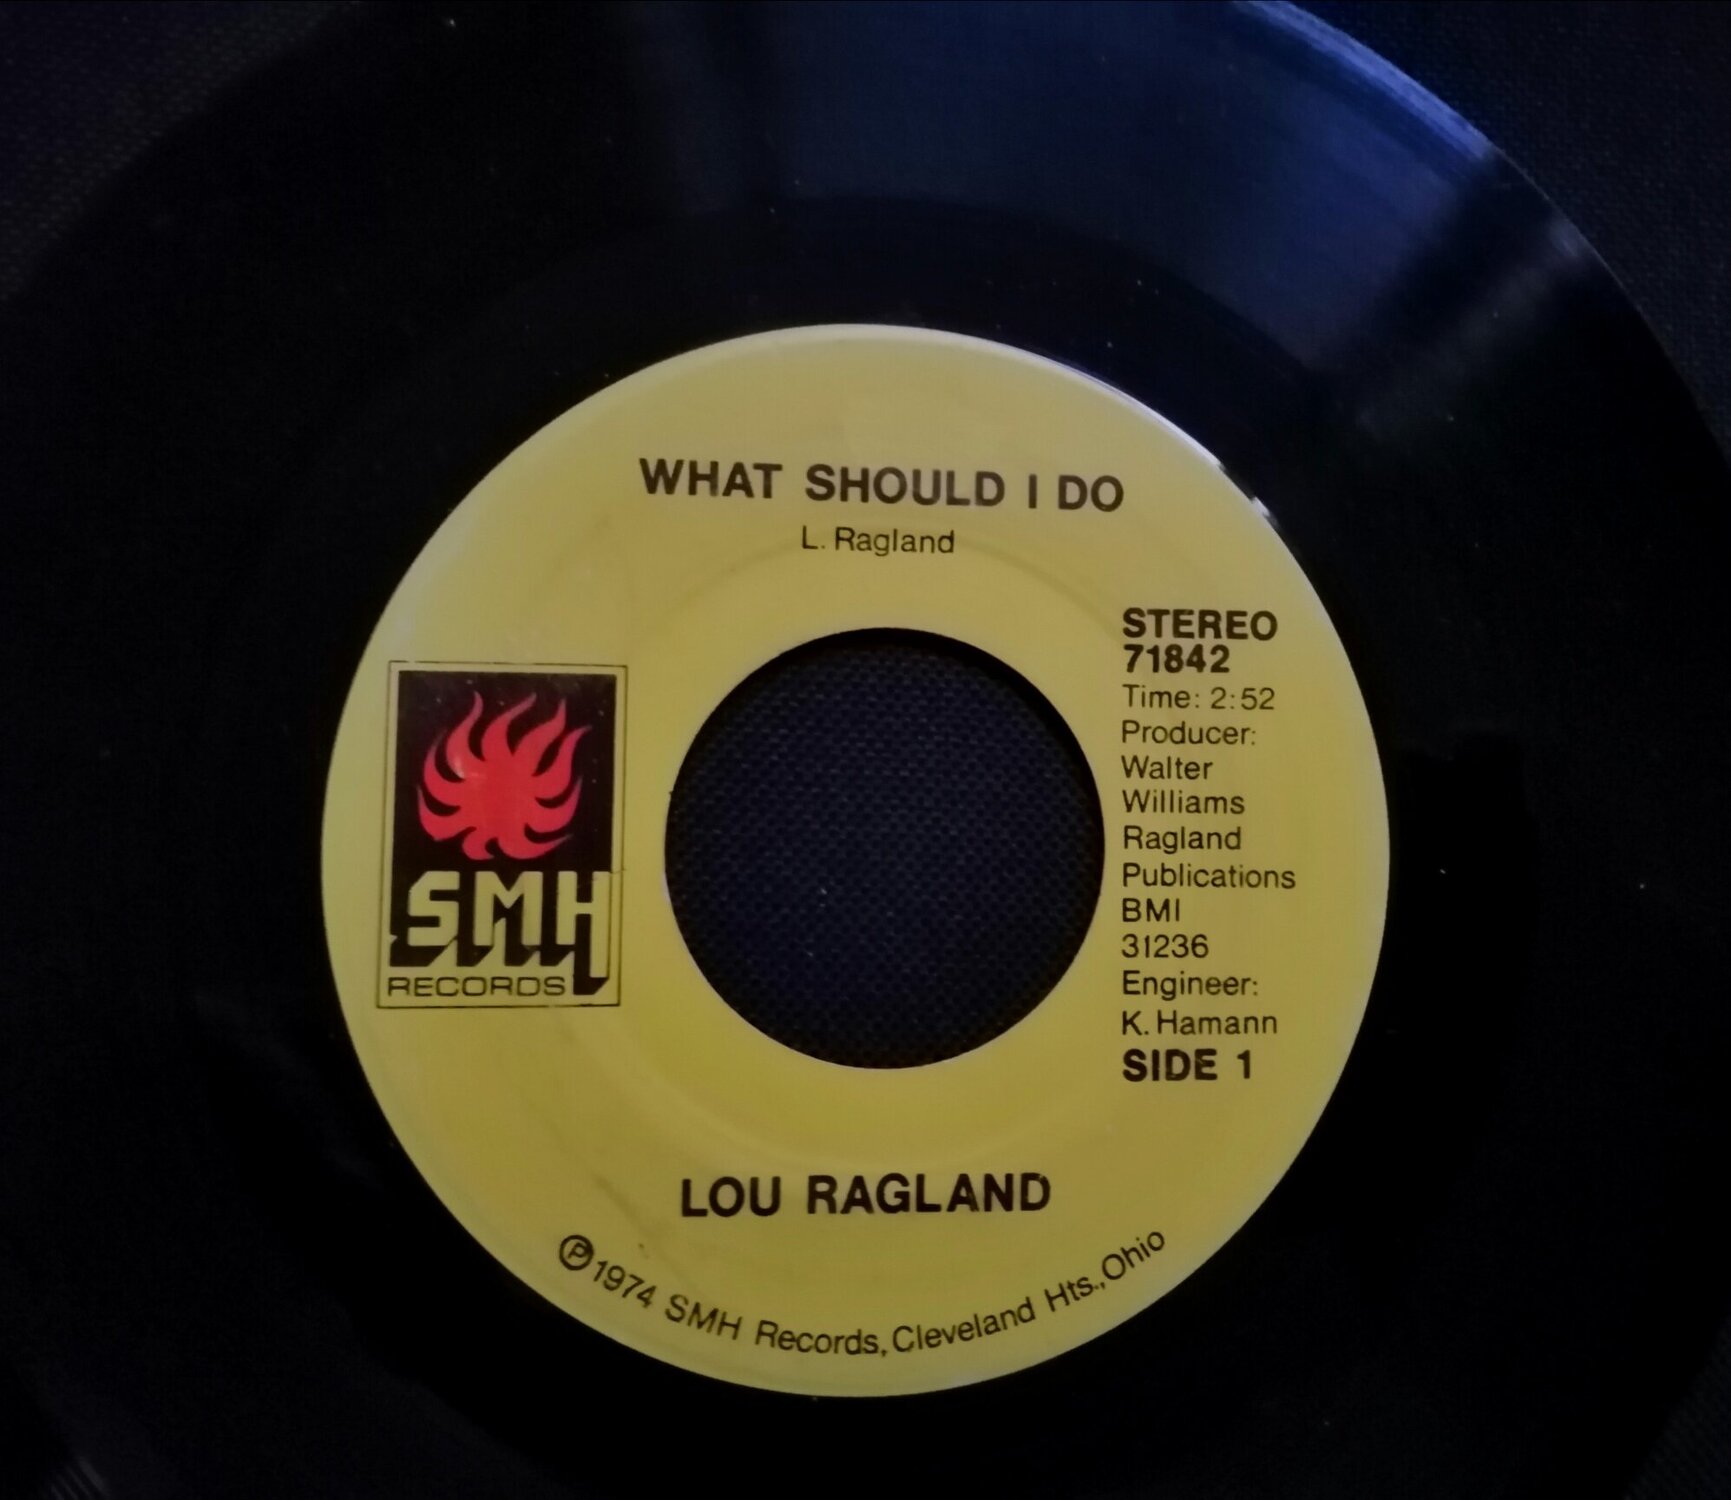 WHAT SHOULD I DO
L. Ragland
STEREO
71842
Time: 2:52
Producer:
Walter
Williams
Ragland
Publications
BMI
31236
Engineer:
K. Hamann
SIDE 1
SMH
RECORDS
LOU RAGLAND
Ⓟ1974 SMH Records, Cleveland Hts., Ohio